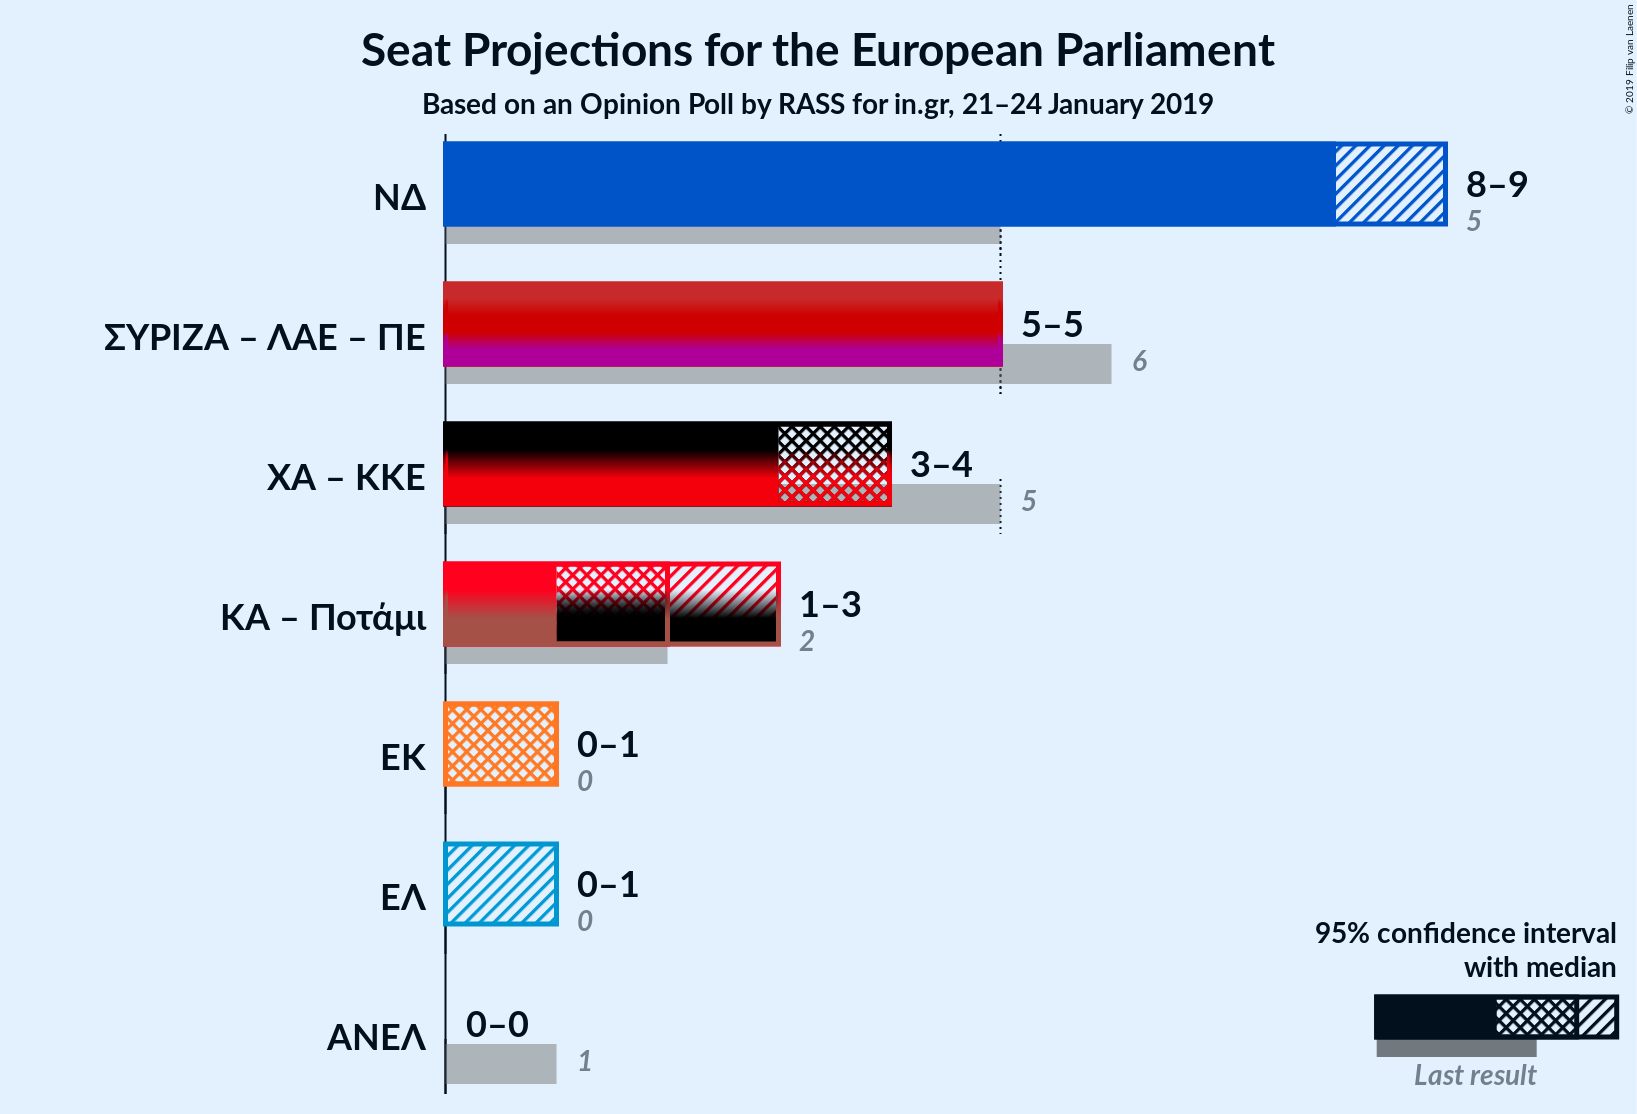 Seat Projections for the European Parliament
Based on an Opinion Poll by RASS for in.gr, 21–24 January 2019
© 2019 Filip van Laenen
ΝΔ
8–9
5
ΣΥΡΙΖΑ – ΛΑΕ – ΠΕ
5–5
6
ΧΑ – ΚΚΕ
3–4
5
ΚΑ – Ποτάμι
1–3
2
ΕΚ
0–1
0
ΕΛ
0–1
0
ΑΝΕΛ
0–0
1
95% confidence interval
with median
Last result